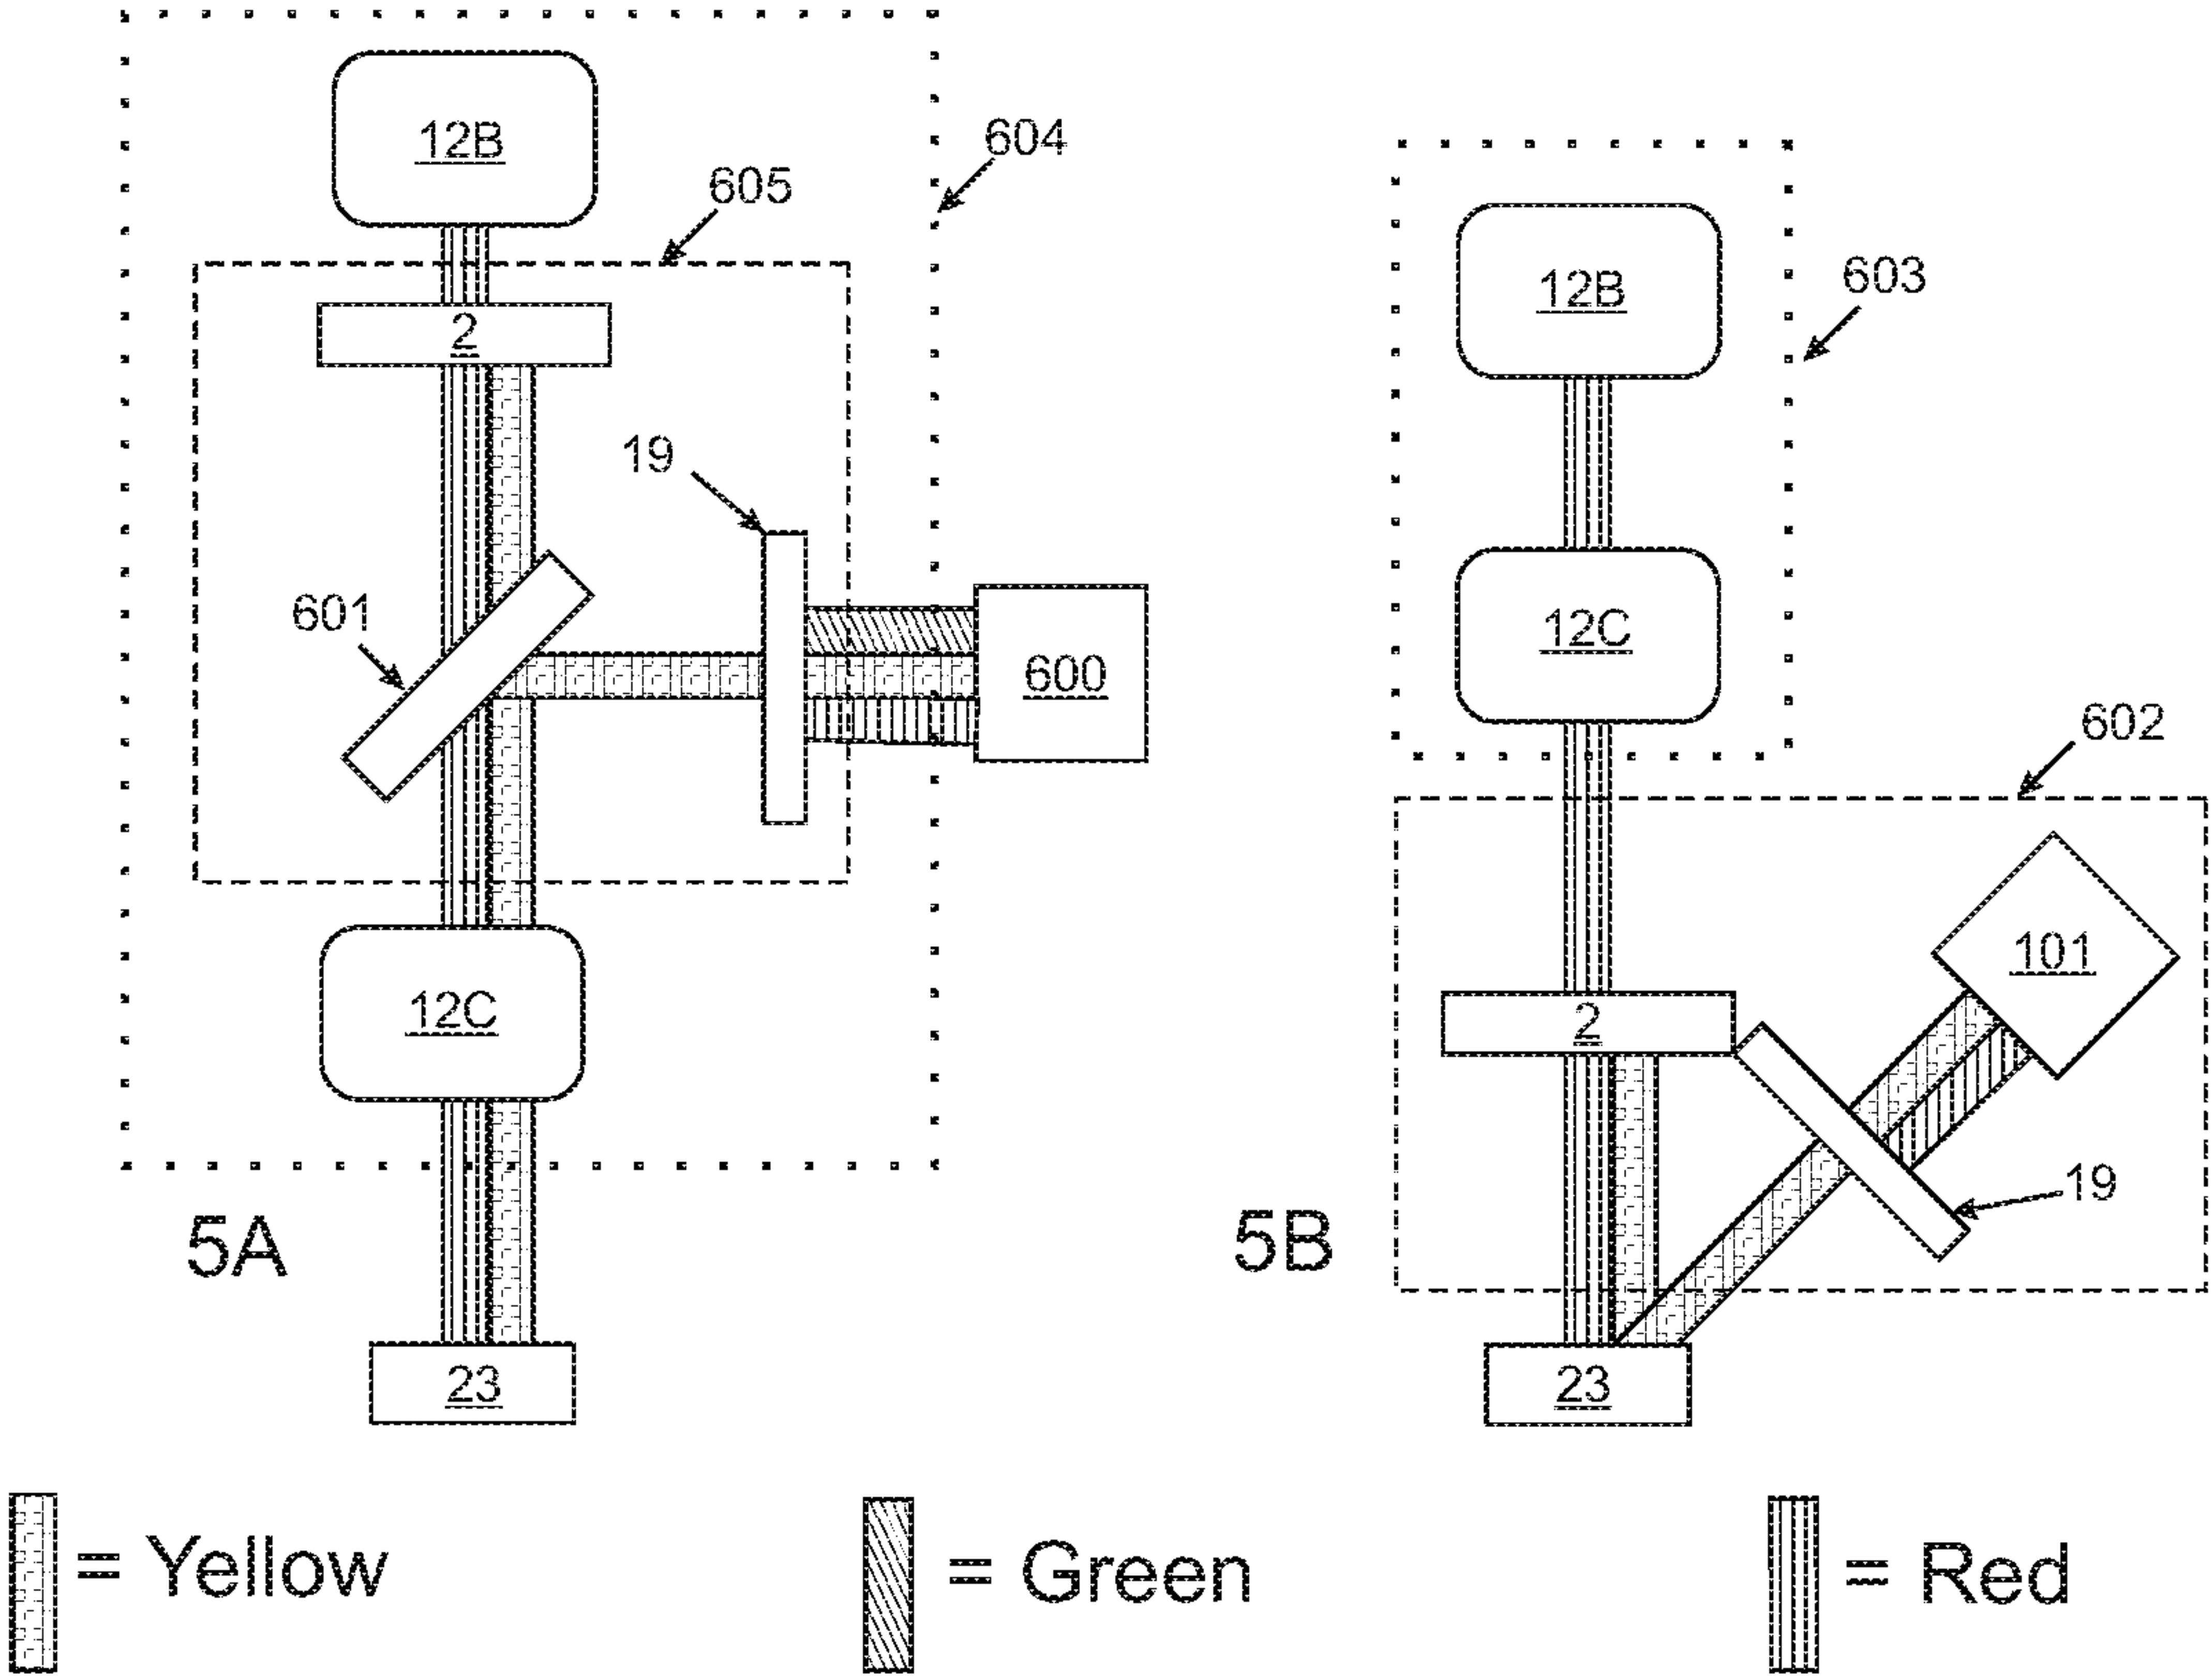 12B
604
605
2
19
601
600
12C
5A
23
12B
603
12C
602
101
2
19
5B
23
= Yellow
= Green
= Red